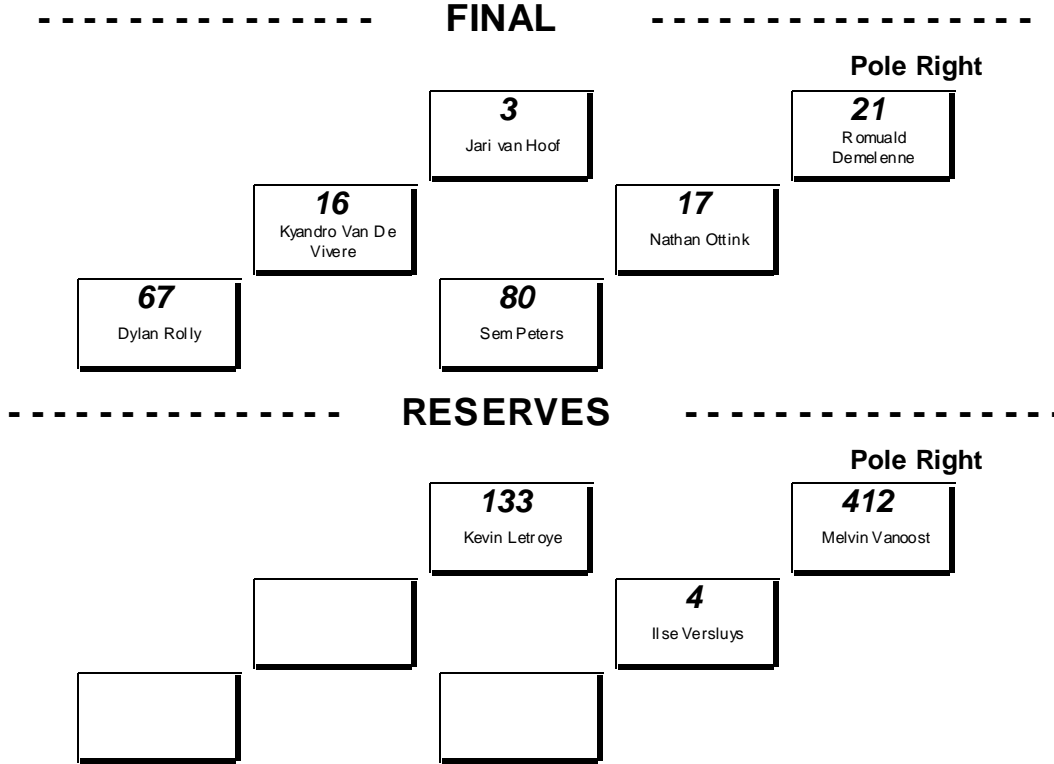 - - - - - - - - - - - - - - - FINAL - - - - - - - - - - - - - - - - -
Pole Right
3
Jari van Hoof
21
Romuald
Demelenne
16
Kyandro Van De
Vivere
17
Nathan Ottink
67
Dylan Rolly
80
Sem Peters
- - - - - - - - - - - - - - - RESERVES - - - - - - - - - - - - - - - - -
Pole Right
133
Kevin Letroye
412
Melvin Vanoost
4
Ilse Versluys